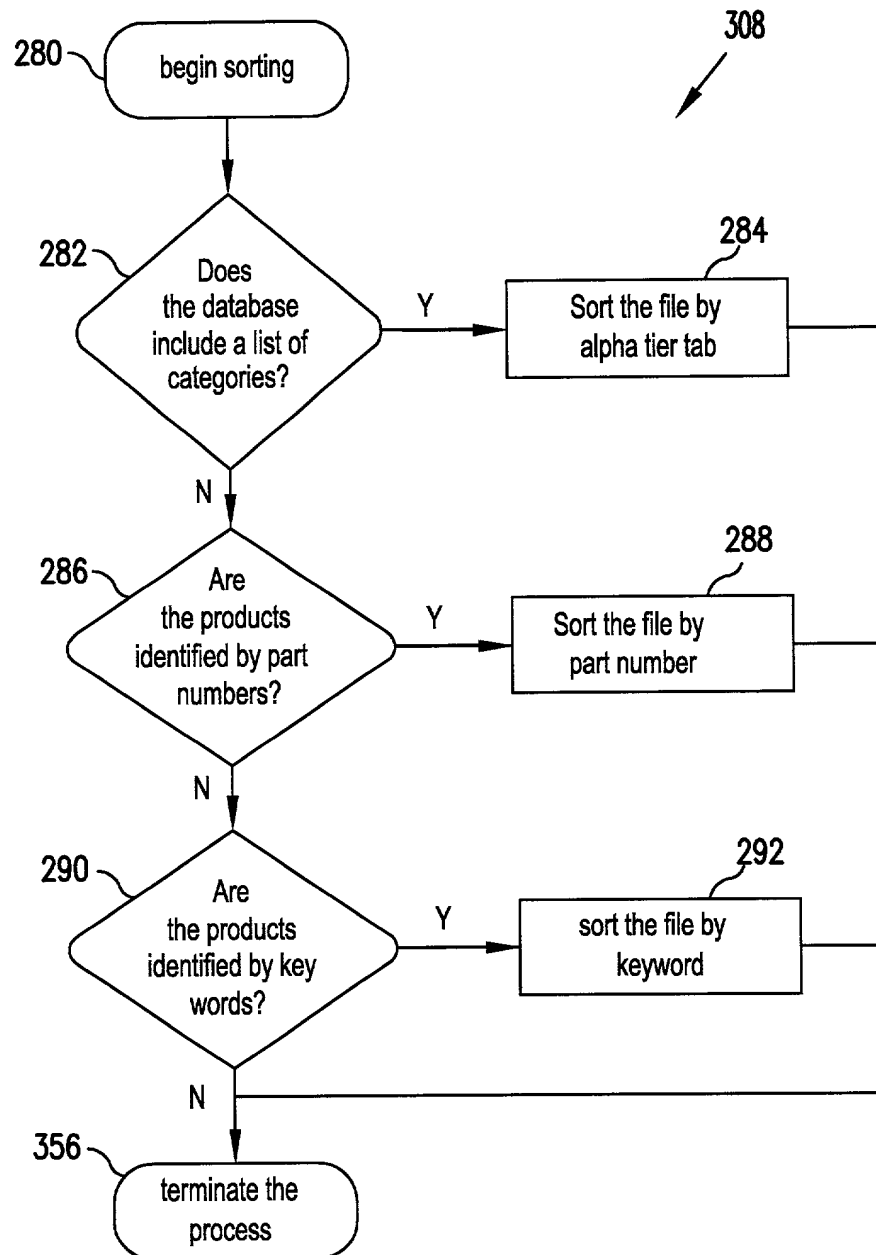 308
280
begin sorting
282
Does
the database
include a list of
categories?
Y
284
Sort the file by
alpha tier tab
N
286
Are
the products
identified by part
numbers?
Y
288
Sort the file by
part number
N
290
Are
the products
identified by key
words?
Y
292
sort the file by
keyword
N
356
terminate the
process